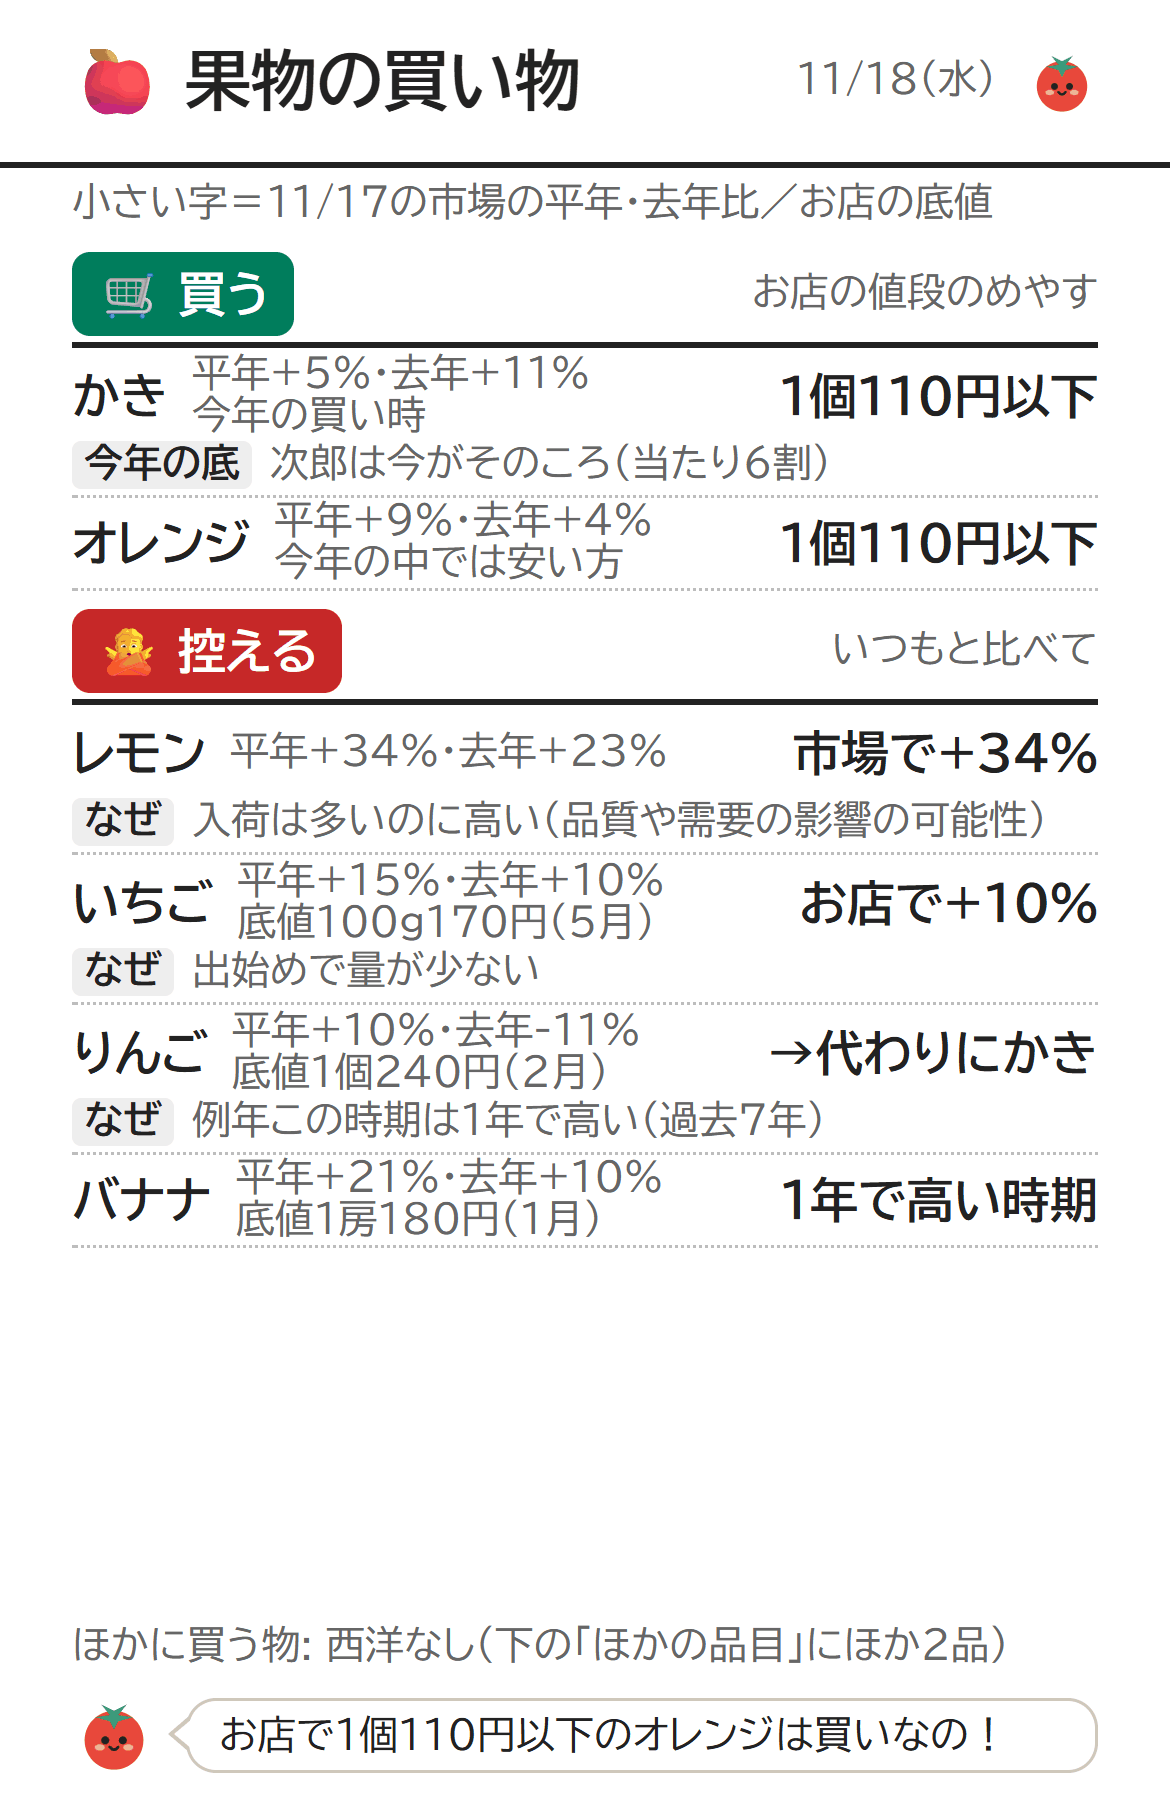 果物の買い物 11/18(水)
小さい字=11/17の市場の平年・去年比／お店の底値
買う お店の値段のめやす
かき 平年+5%・去年+11% 1個110円以下
今年の買い時
今年の底 次郎は今がそのころ(当たり6割)
オレンジ 平年+9%・去年+4% 1個110円以下
今年の中では安い方
控える いつもと比べて
レモン 平年+34%・去年+23% 市場で+34%
なぜ 入荷は多いのに高い(品質や需要の影響の可能性)
いちご 平年+15%・去年+10% お店で+10%
底値100g170円(5月)
なぜ 出始めで量が少ない
りんご 平年+10%・去年-11% →代わりにかき
底値1個240円(2月)
なぜ 例年この時期は1年で高い(過去7年)
バナナ 平年+21%・去年+10% 1年で高い時期
底値1房180円(1月)
ほかに買う物: 西洋なし(下の「ほかの品目」にほか2品)
お店で1個110円以下のオレンジは買いなの！